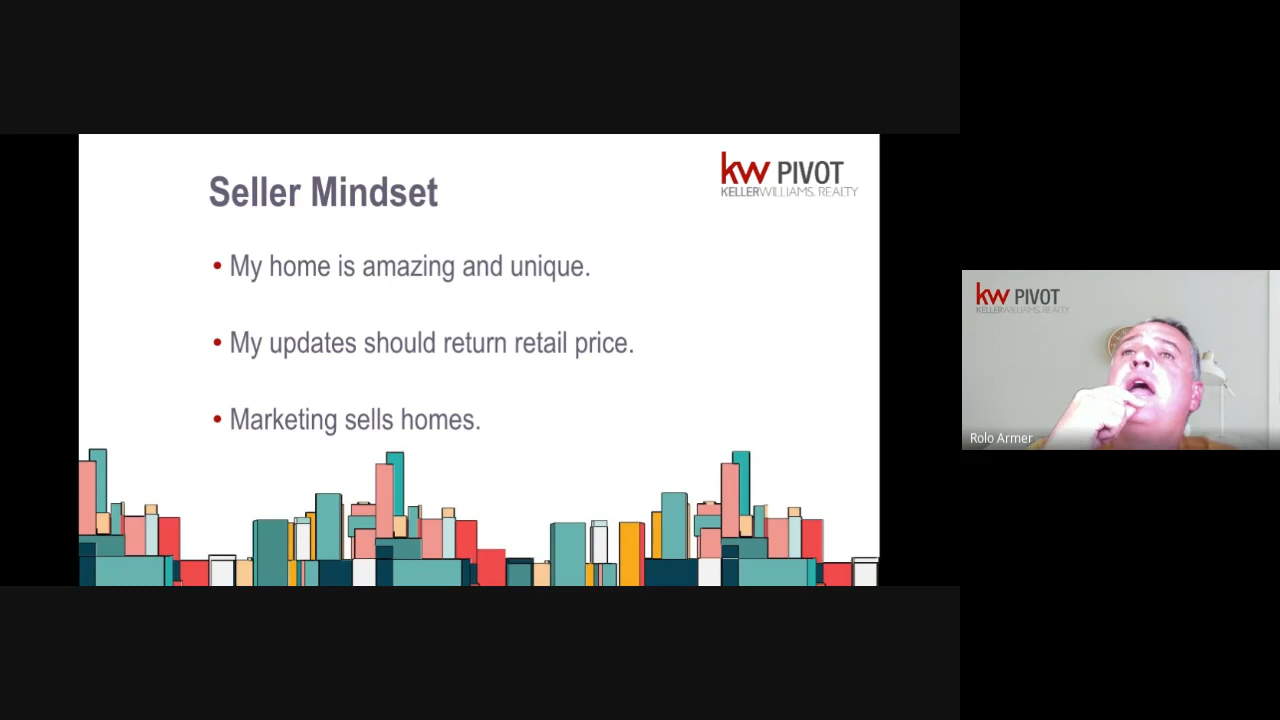 Seller Mindset
kw PIVOT
KELLERWILLIAMS. REALTY
• My home is amazing and unique.
• My updates should return retail price.
• Marketing sells homes.
kw PIVOT
KELLERWILLIAMS. REALTY
Rolo Armer